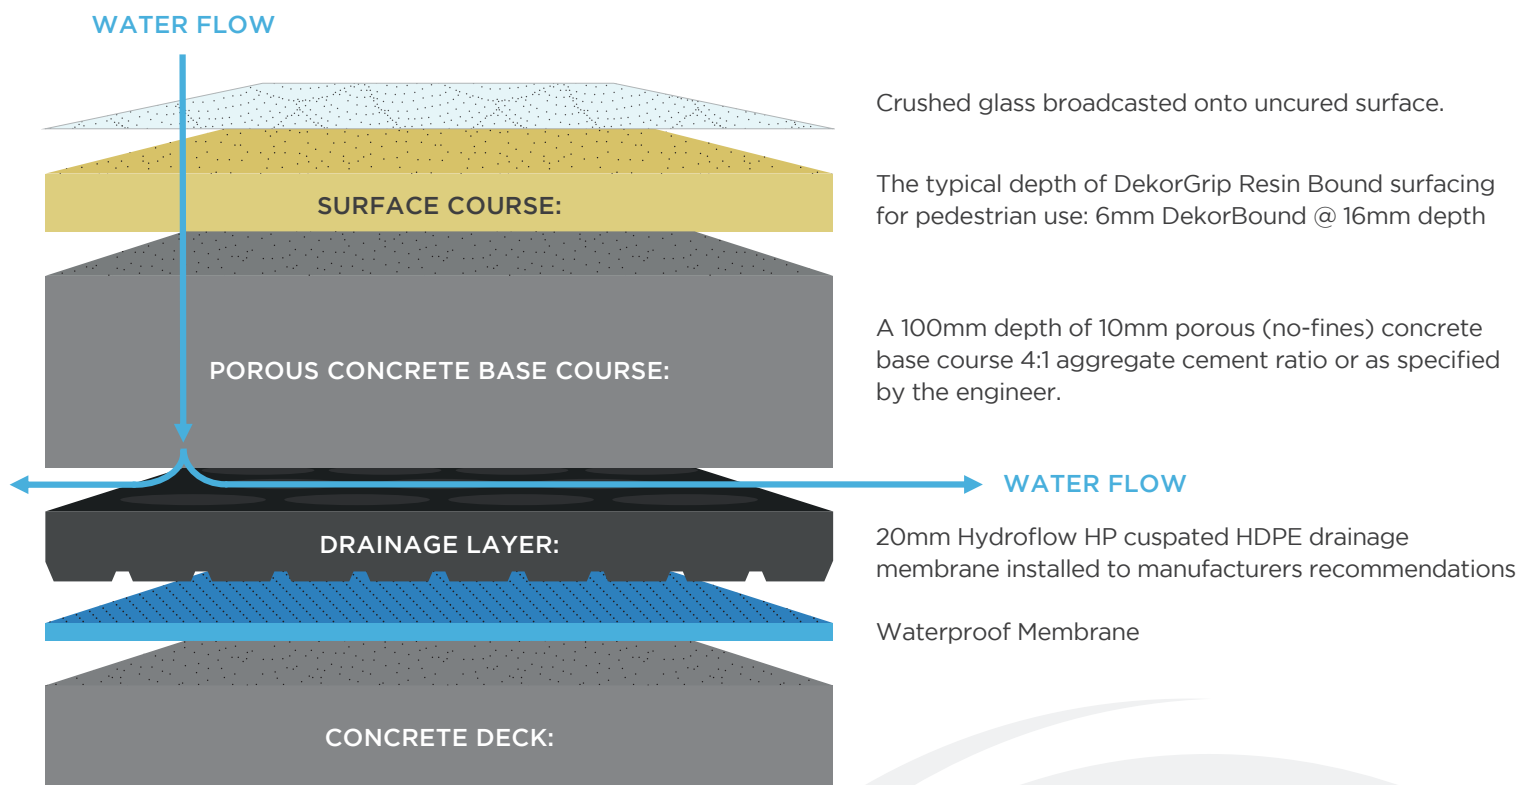 WATER FLOW
Crushed glass broadcasted onto uncured surface.
SURFACE COURSE:
The typical depth of DekorGrip Resin Bound surfacing
for pedestrian use: 6mm DekorBound @ 16mm depth
POROUS CONCRETE BASE COURSE:
A 100mm depth of 10mm porous (no-fines) concrete
base course 4:1 aggregate cement ratio or as specified
by the engineer.
WATER FLOW
DRAINAGE LAYER:
20mm Hydroflow HP cuspated HDPE drainage
membrane installed to manufacturers recommendations
Waterproof Membrane
CONCRETE DECK: